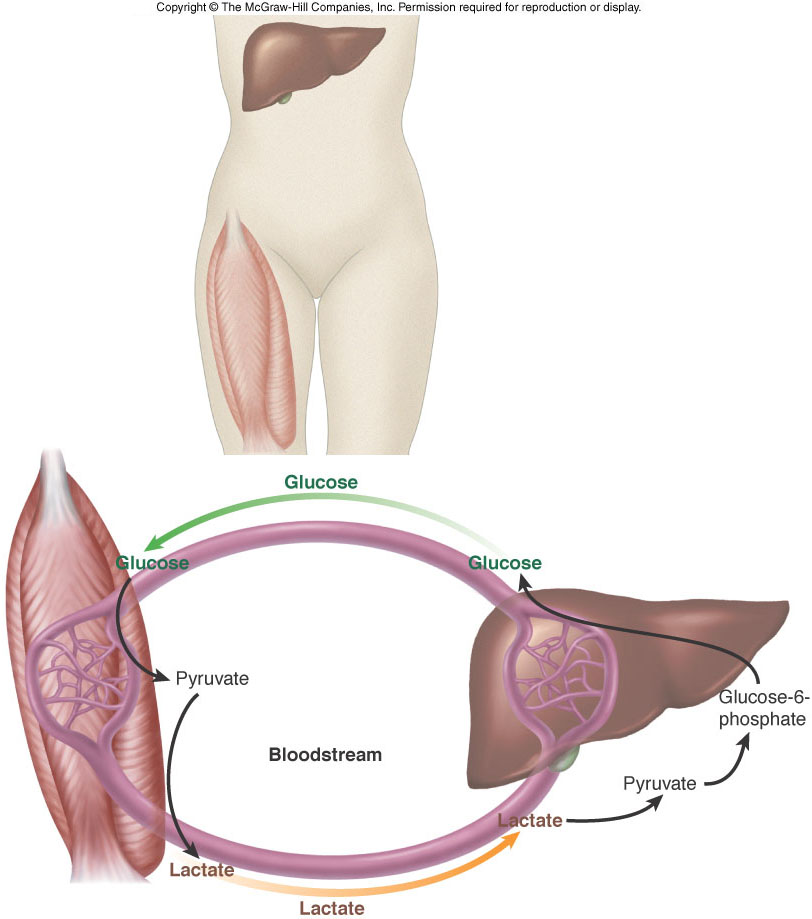 Copyright © The McGraw-Hill Companies, Inc. Permission required for reproduction or display.
Glucose
Glucose
Glucose
Pyruvate
Glucose-6-
phosphate
Bloodstream
Pyruvate
Lactate
Lactate
Lactate